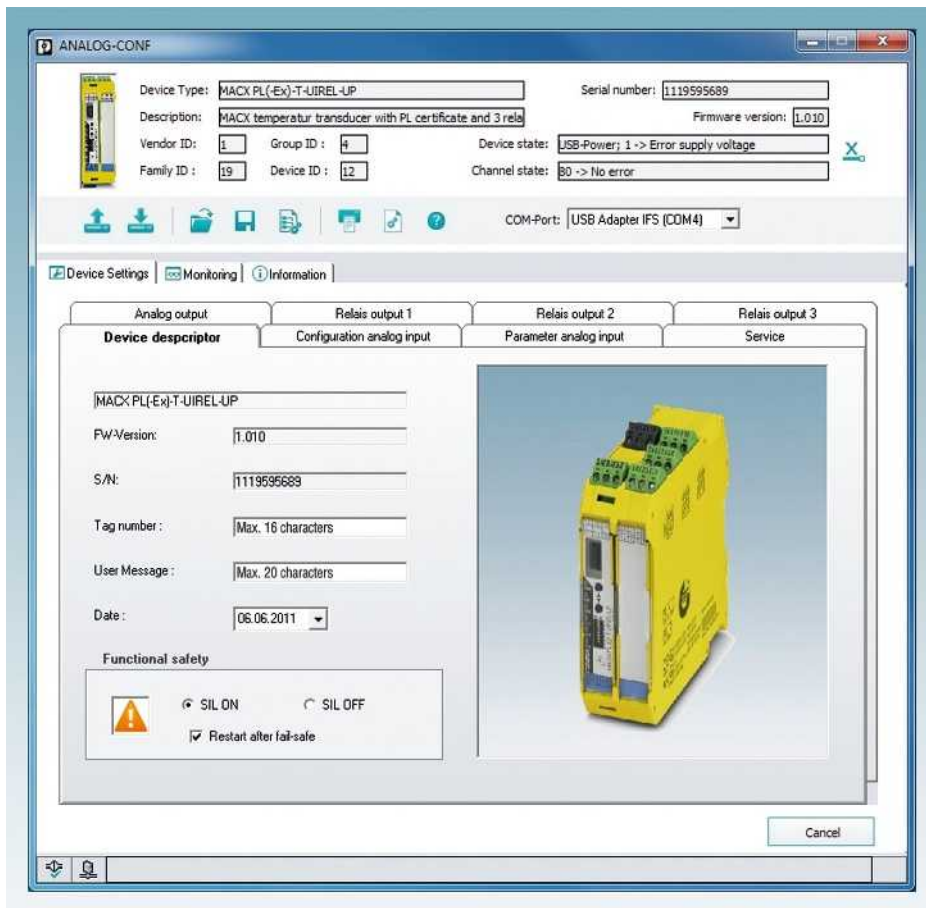 ANALOG-CONF
Device Type: MACX PL(-Ex)-T-UIREL-UP Serial number: 1119595689
Description: MACX temperatur transducer with PL certificate and 3 rela Firmware version: 1.010
Vendor ID: 1 Group ID : 4 Device state: USB-Power; 1 -> Error supply voltage
Family ID : 19 Device ID : 12 Channel state: 80 -> No error
COM-Port: USB Adapter IFS (COM4)
Device Settings Monitoring Information
Analog output Relais output 1 Relais output 2 Relais output 3
Device despcriptor Configuration analog input Parameter analog input Service
MACX PL(-Ex)-T-UIREL-UP
FW-Version: 1.010
S/N: 1119595689
Tag number : Max. 16 characters
User Message : Max. 20 characters
Date : 06.06.2011
Functional safety
SIL ON SIL OFF
Restart after fail-safe
Cancel